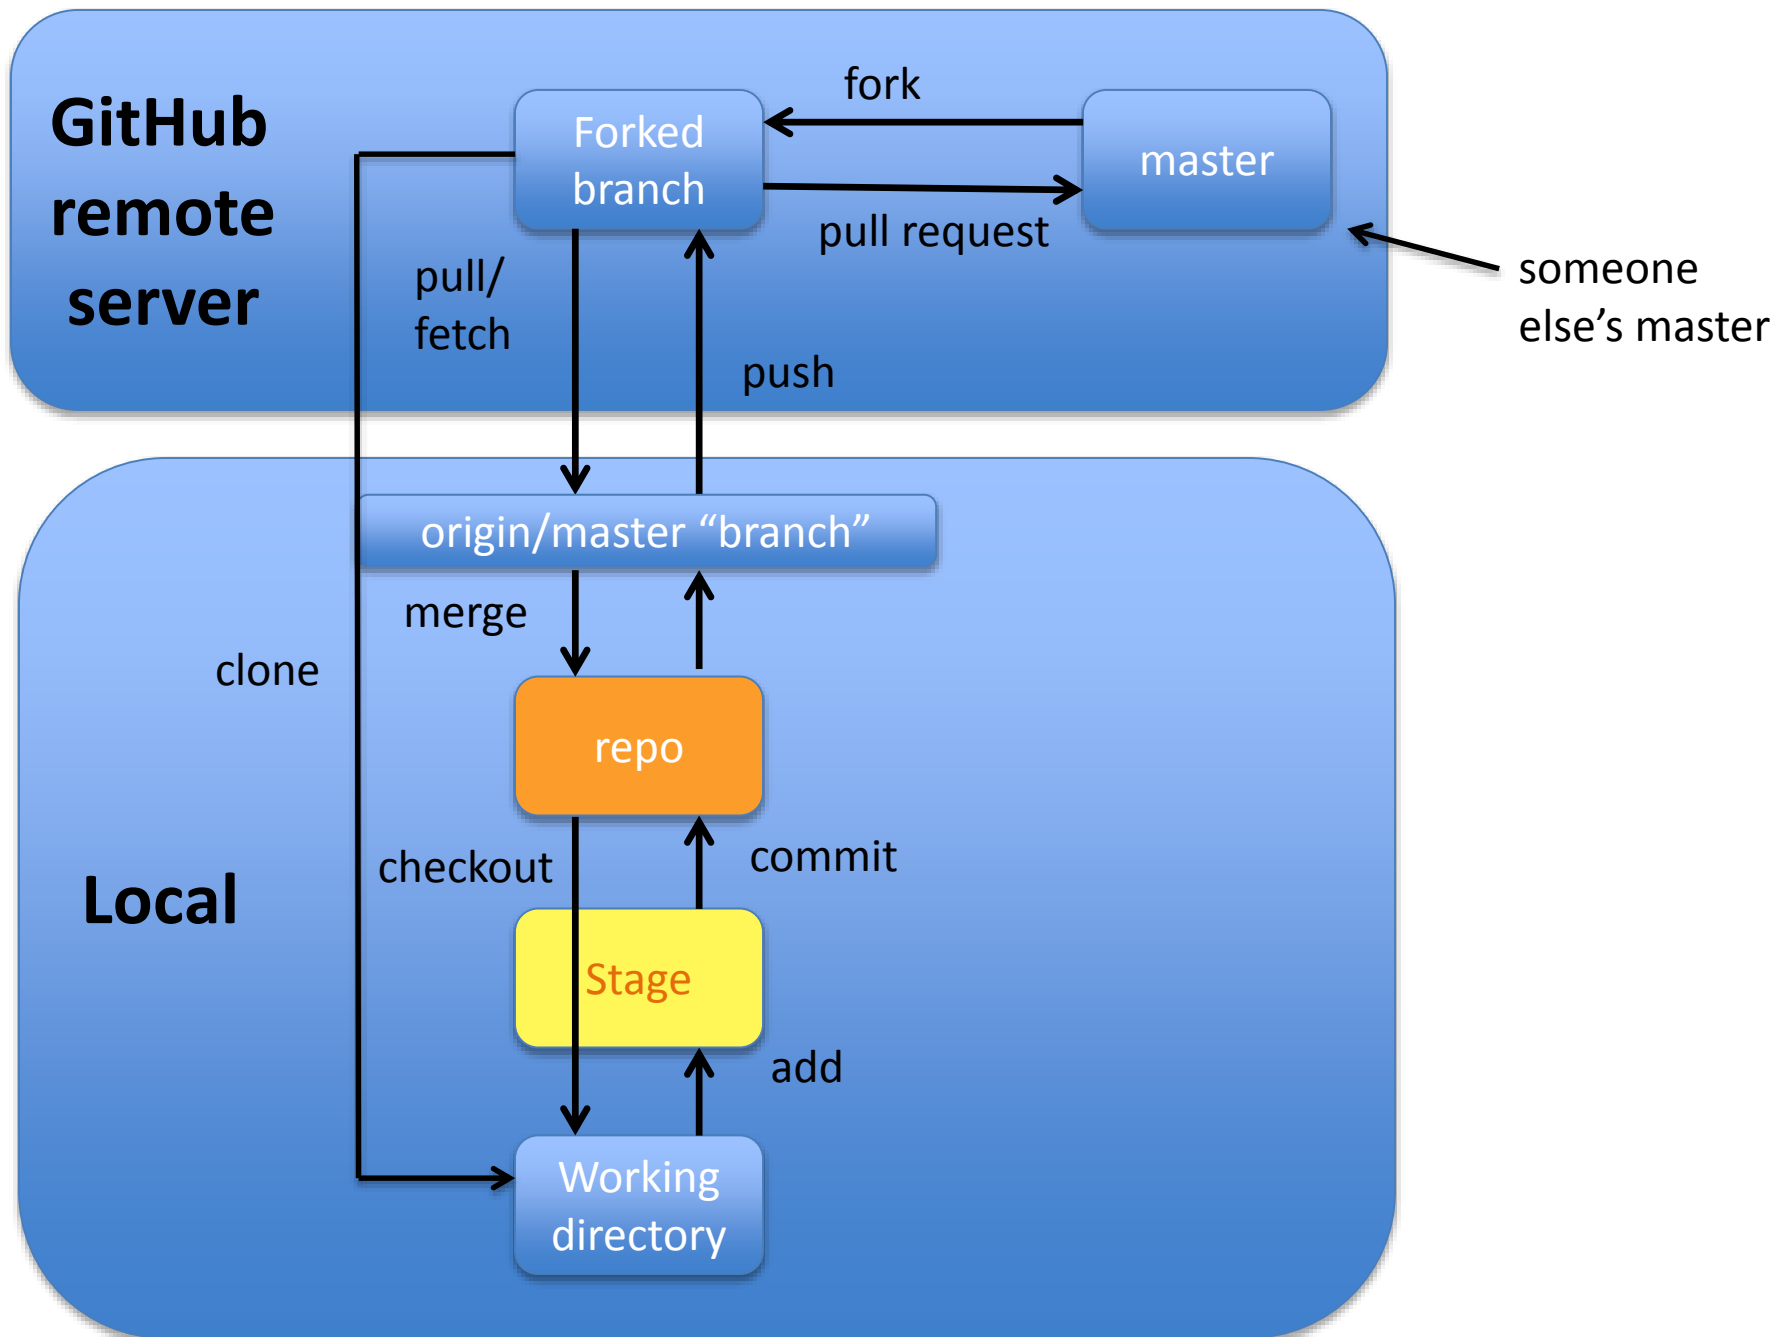 GitHub
remote
server
fork
Forked
branch
master
pull request
pull/
fetch
push
someone
else’s master
origin/master “branch”
merge
clone
repo
checkout
commit
Local
Stage
add
Working
directory